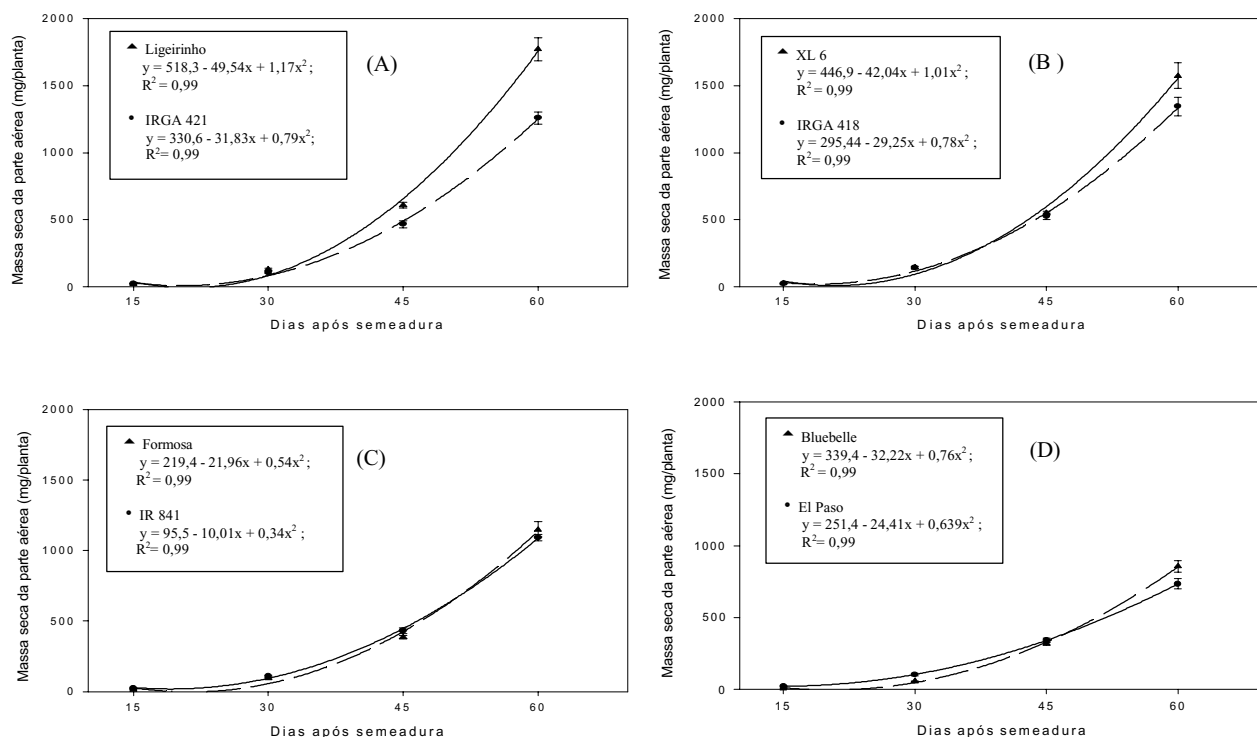 Massa seca da parte aérea (mg/planta)
2000
1500
1000
500
0
Ligeirinho
y = 518,3 - 49,54x + 1,17x²;
R² = 0,99
IRGA 421
y = 330,6 - 31,83x + 0,79x²;
R²= 0,99
(A)
15 30 45 60
Dias após semeadura
Massa seca da parte aérea (mg/planta)
2000
1500
1000
500
0
XL 6
y = 446,9 - 42,04x + 1,01x² ;
R² = 0,99
IRGA 418
y = 295,44 - 29,25x + 0,78x² ;
R²= 0,99
(B )
15 30 45 60
Dias após semeadura
Massa seca da parte aérea (mg/planta)
2000
1500
1000
500
0
Formosa
y = 219,4 - 21,96x + 0,54x² ;
R² = 0,99
IR 841
y = 95,5 - 10,01x + 0,34x² ;
R²= 0,99
(C)
15 30 45 60
Dias após semeadura
Massa seca da parte aérea (mg/planta)
2000
1500
1000
500
0
Bluebelle
y = 339,4 - 32,22x + 0,76x² ;
R² = 0,99
El Paso
y = 251,4 - 24,41x + 0,639x² ;
R²= 0,99
(D)
15 30 45 60
Dias após semeadura